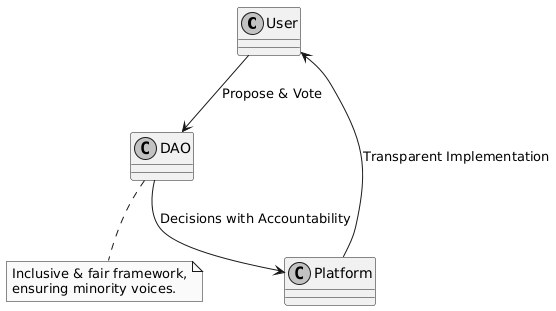 C User
Propose & Vote
C DAO
Transparent Implementation
Decisions with Accountability
Inclusive & fair framework,
ensuring minority voices.
C Platform